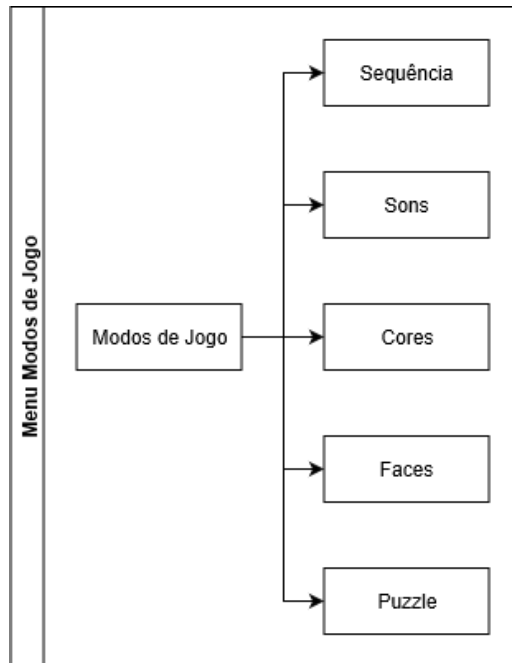 Menu Modos de Jogo
Modos de Jogo
Sequência
Sons
Cores
Faces
Puzzle